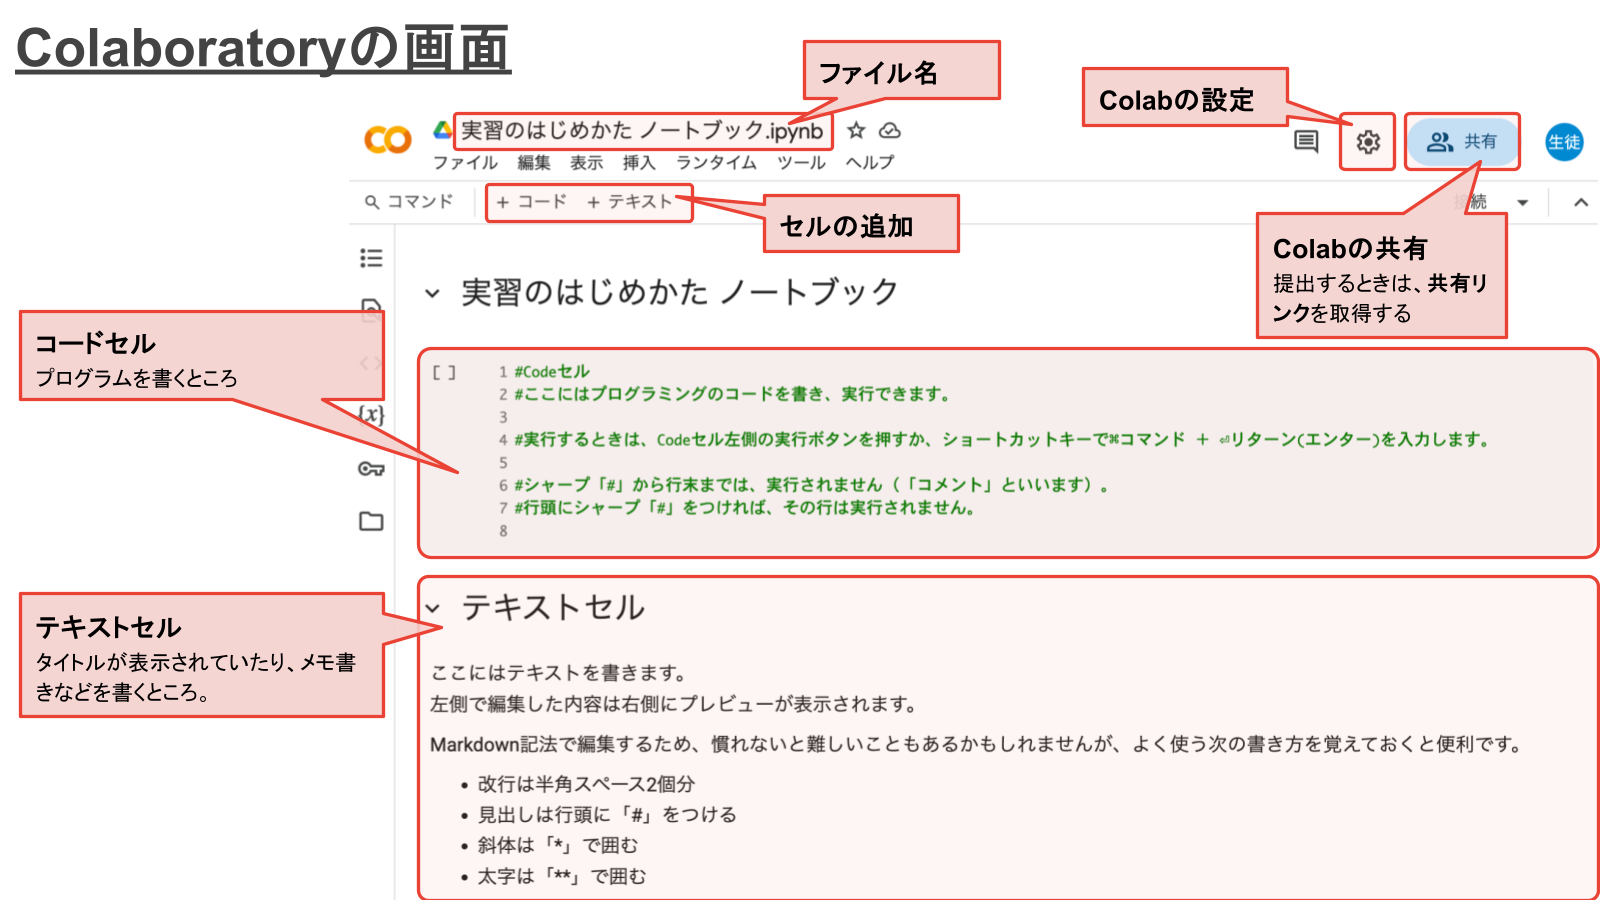 Colaboratoryの画面
ファイル名
Colabの設定
実習のはじめかた ノートブック.ipynb
ファイル 編集 表示 挿入 ランタイム ツール ヘルプ
共有
生徒
コマンド
+ コード + テキスト
セルの追加
続
Colabの共有
提出するときは、共有リ
ンクを取得する
実習のはじめかた ノートブック
コードセル
プログラムを書くところ
{x}
[ ]
1 #Codeセル
2 #ここにはプログラミングのコードを書き、実行できます。
3
4 #実行するときは、Codeセル左側の実行ボタンを押すか、ショートカットキーで⌘コマンド + ⏎リターン(エンター)を入力します。
5
6 #シャープ「#」から行末までは、実行されません（「コメント」といいます）。
7 #行頭にシャープ「#」をつければ、その行は実行されません。
8
テキストセル
タイトルが表示されていたり、メモ書
きなどを書くところ。
テキストセル
ここにはテキストを書きます。
左側で編集した内容は右側にプレビューが表示されます。
Markdown記法で編集するため、慣れないと難しいこともあるかもしれませんが、よく使う次の書き方を覚えておくと便利です。
• 改行は半角スペース2個分
• 見出しは行頭に「#」をつける
• 斜体は「*」で囲む
• 太字は「**」で囲む